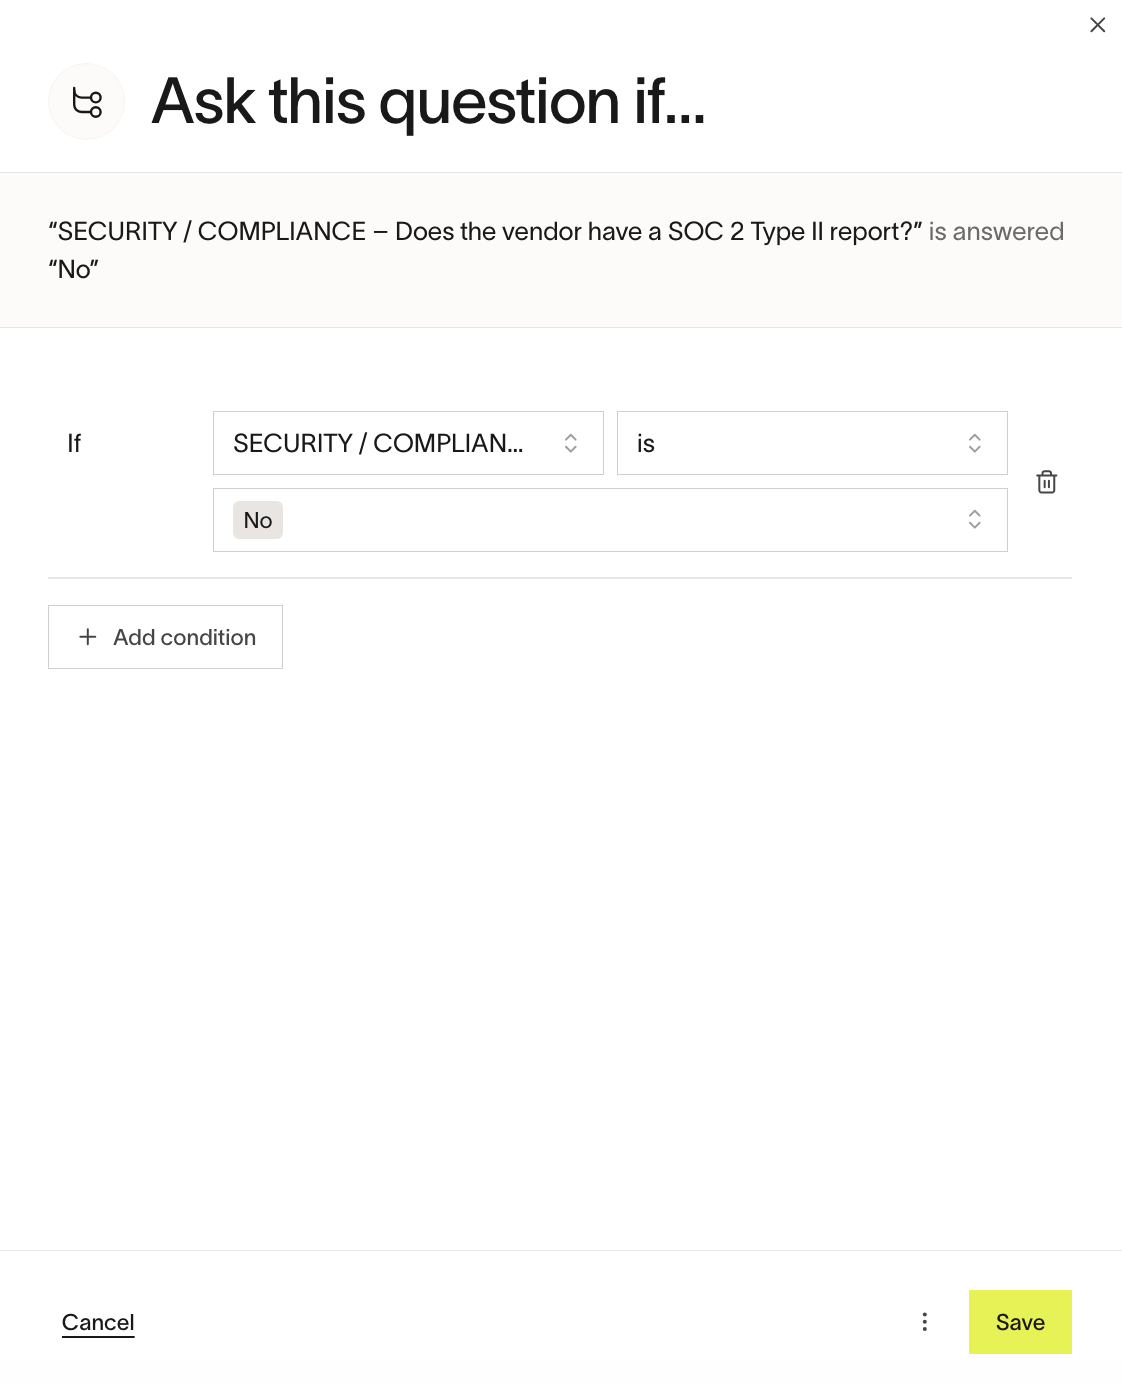 Ask this question if...
“SECURITY / COMPLIANCE – Does the vendor have a SOC 2 Type II report?” is answered
“No”
If
SECURITY / COMPLIAN...
is
No
Add condition
Cancel
Save